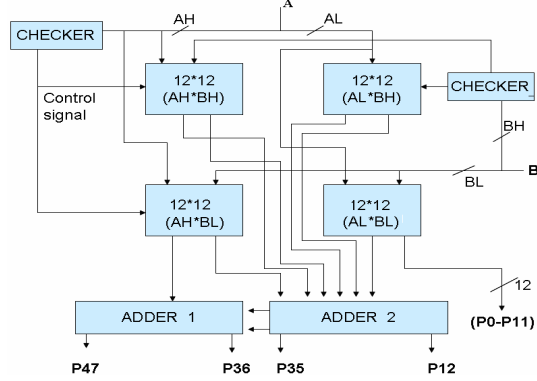 A
CHECKER
AH
AL
12*12
(AH*BH)
12*12
(AL*BH)
CHECKER
Control
signal
BH
B
BL
12*12
(AH*BL)
12*12
(AL*BL)
12
ADDER 1
ADDER 2
(P0-P11)
P47
P36
P35
P12